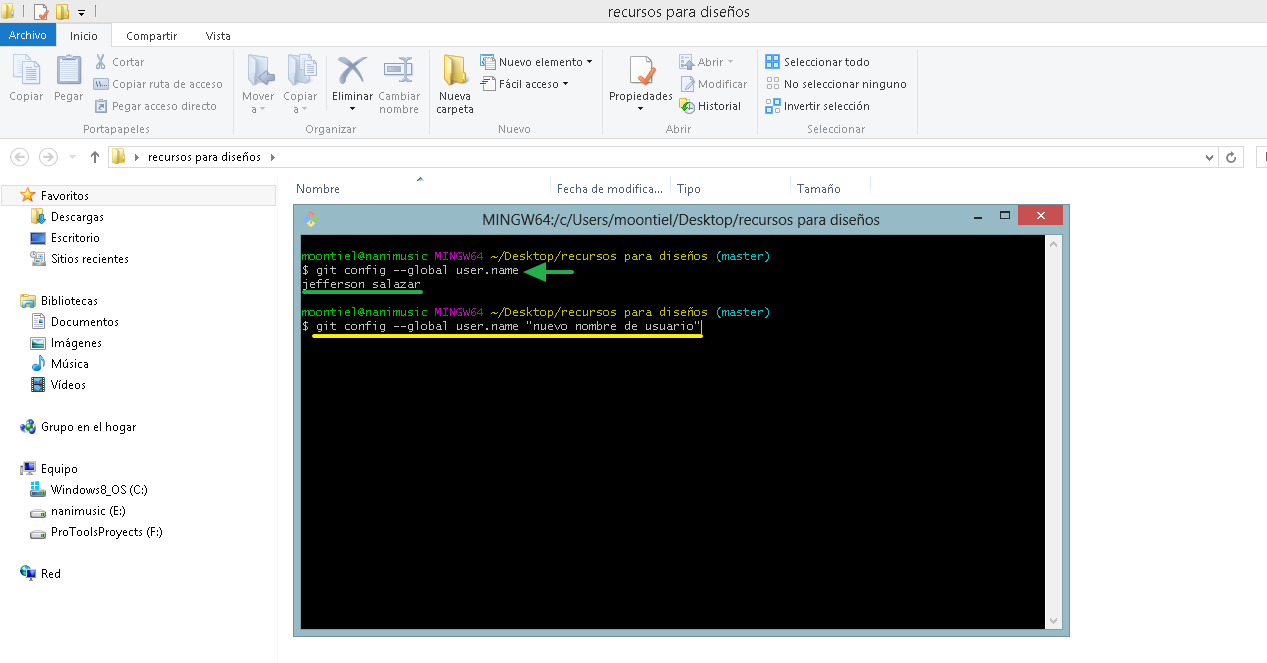 recursos para diseños
Archivo Inicio Compartir Vista
Copiar
Pegar
Cortar
Copiar ruta de acceso
Pegar acceso directo
Portapapeles
Mover a
Copiar a
Eliminar
Cambiar nombre
Organizar
Nueva carpeta
Nuevo elemento
Fácil acceso
Nuevo
Propiedades
Abrir
Modificar
Historial
Abrir
Seleccionar todo
No seleccionar ninguno
Invertir selección
Seleccionar
recursos para diseños
Favoritos
Descargas
Escritorio
Sitios recientes
Bibliotecas
Documentos
Imágenes
Música
Vídeos
Grupo en el hogar
Equipo
Windows8_OS (C:)
nanimusic (E:)
ProToolsProyects (F:)
Red
Nombre Fecha de modifica... Tipo Tamaño
MINGW64:/c/Users/moontiel/Desktop/recursos para diseños
moontiel@nanimusic MINGW64 ~/Desktop/recursos para diseños (master)
$ git config --global user.name
jefferson salazar
moontiel@nanimusic MINGW64 ~/Desktop/recursos para diseños (master)
$ git config --global user.name "nuevo nombre de usuario"